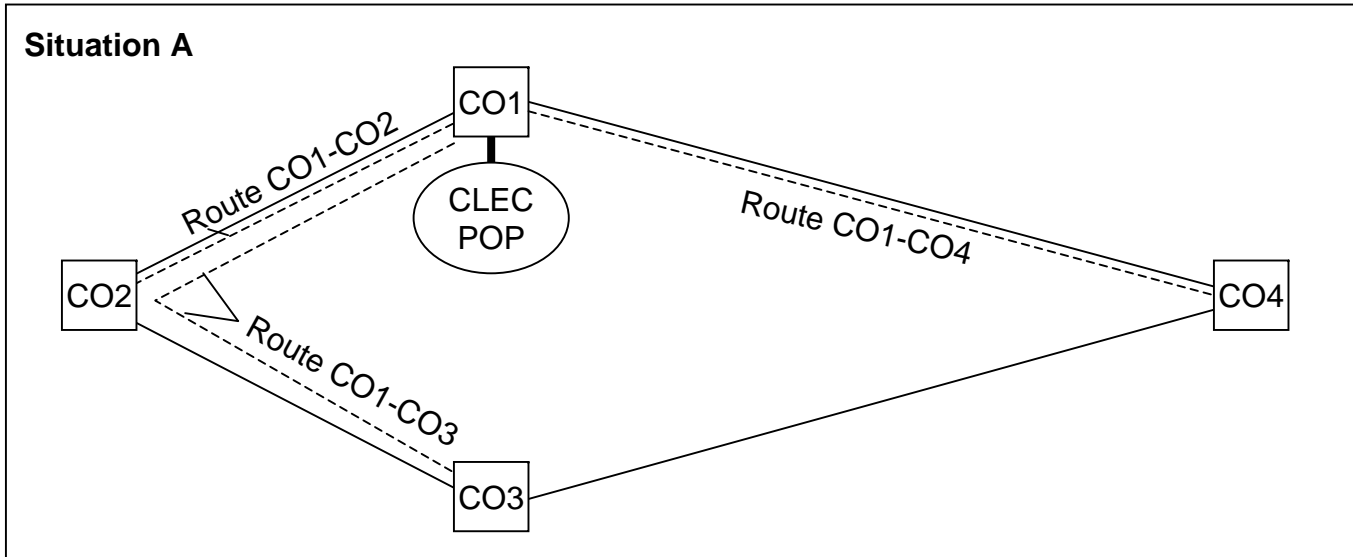 Situation A
CO1
Route CO1-CO2
CLEC
POP
Route CO1-CO4
CO2
CO4
Route CO1-CO3
CO3